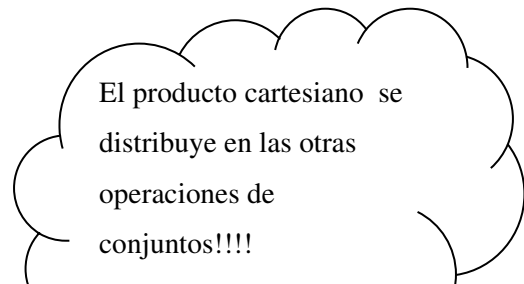 El producto cartesiano  se
distribuye en las otras
operaciones de
conjuntos!!!!